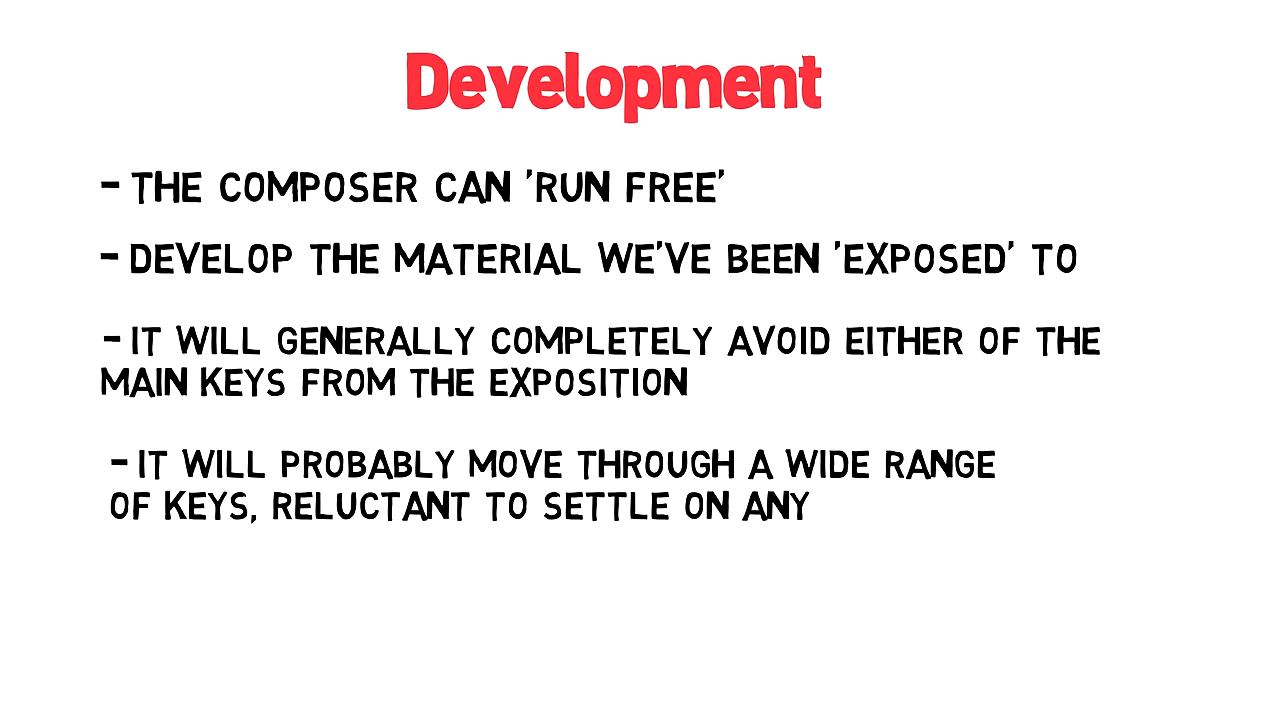 Development
- THE COMPOSER CAN 'RUN FREE'
- DEVELOP THE MATERIAL WE'VE BEEN 'EXPOSED' TO
- IT WILL GENERALLY COMPLETELY AVOID EITHER OF THE
MAIN KEYS FROM THE EXPOSITION
- IT WILL PROBABLY MOVE THROUGH A WIDE RANGE
OF KEYS, RELUCTANT TO SETTLE ON ANY